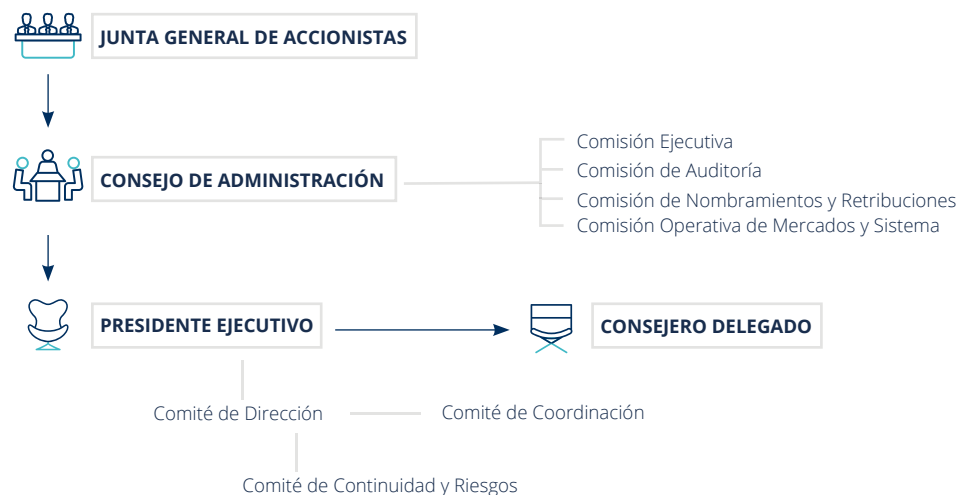 JUNTA GENERAL DE ACCIONISTAS
Comisión Ejecutiva
Comisión de Auditoría
CONSEJO DE ADMINISTRACIÓN
Comisión de Nombramientos y Retribuciones
Comisión Operativa de Mercados y Sistema
PRESIDENTE EJECUTIVO
CONSEJERO DELEGADO
Comité de Dirección
Comité de Coordinación
Comité de Continuidad y Riesgos